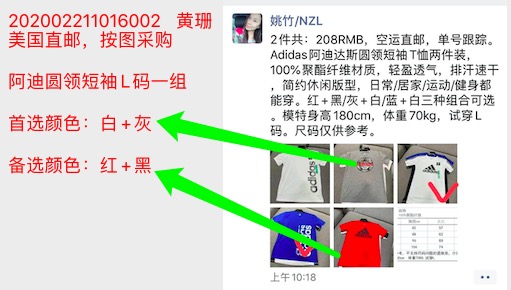 202002211016002 黄珊
美国直邮，按图采购
阿迪圆领短袖L码一组
首选颜色：白+灰
备选颜色：红+黑
姚竹/NZL
2件共：208RMB，空运直邮，单号跟踪。
Adidas阿迪达斯圆领短袖T恤两件装，
100%聚酯纤维材质，轻盈透气，排汗速干
，简约休闲版型，日常/居家/运动/健身都
能穿。红+黑/灰+白/蓝+白三种组合可选
。模特身高180cm，体重70kg，试穿L
码。尺码仅供参考。
adidas
上午10:18